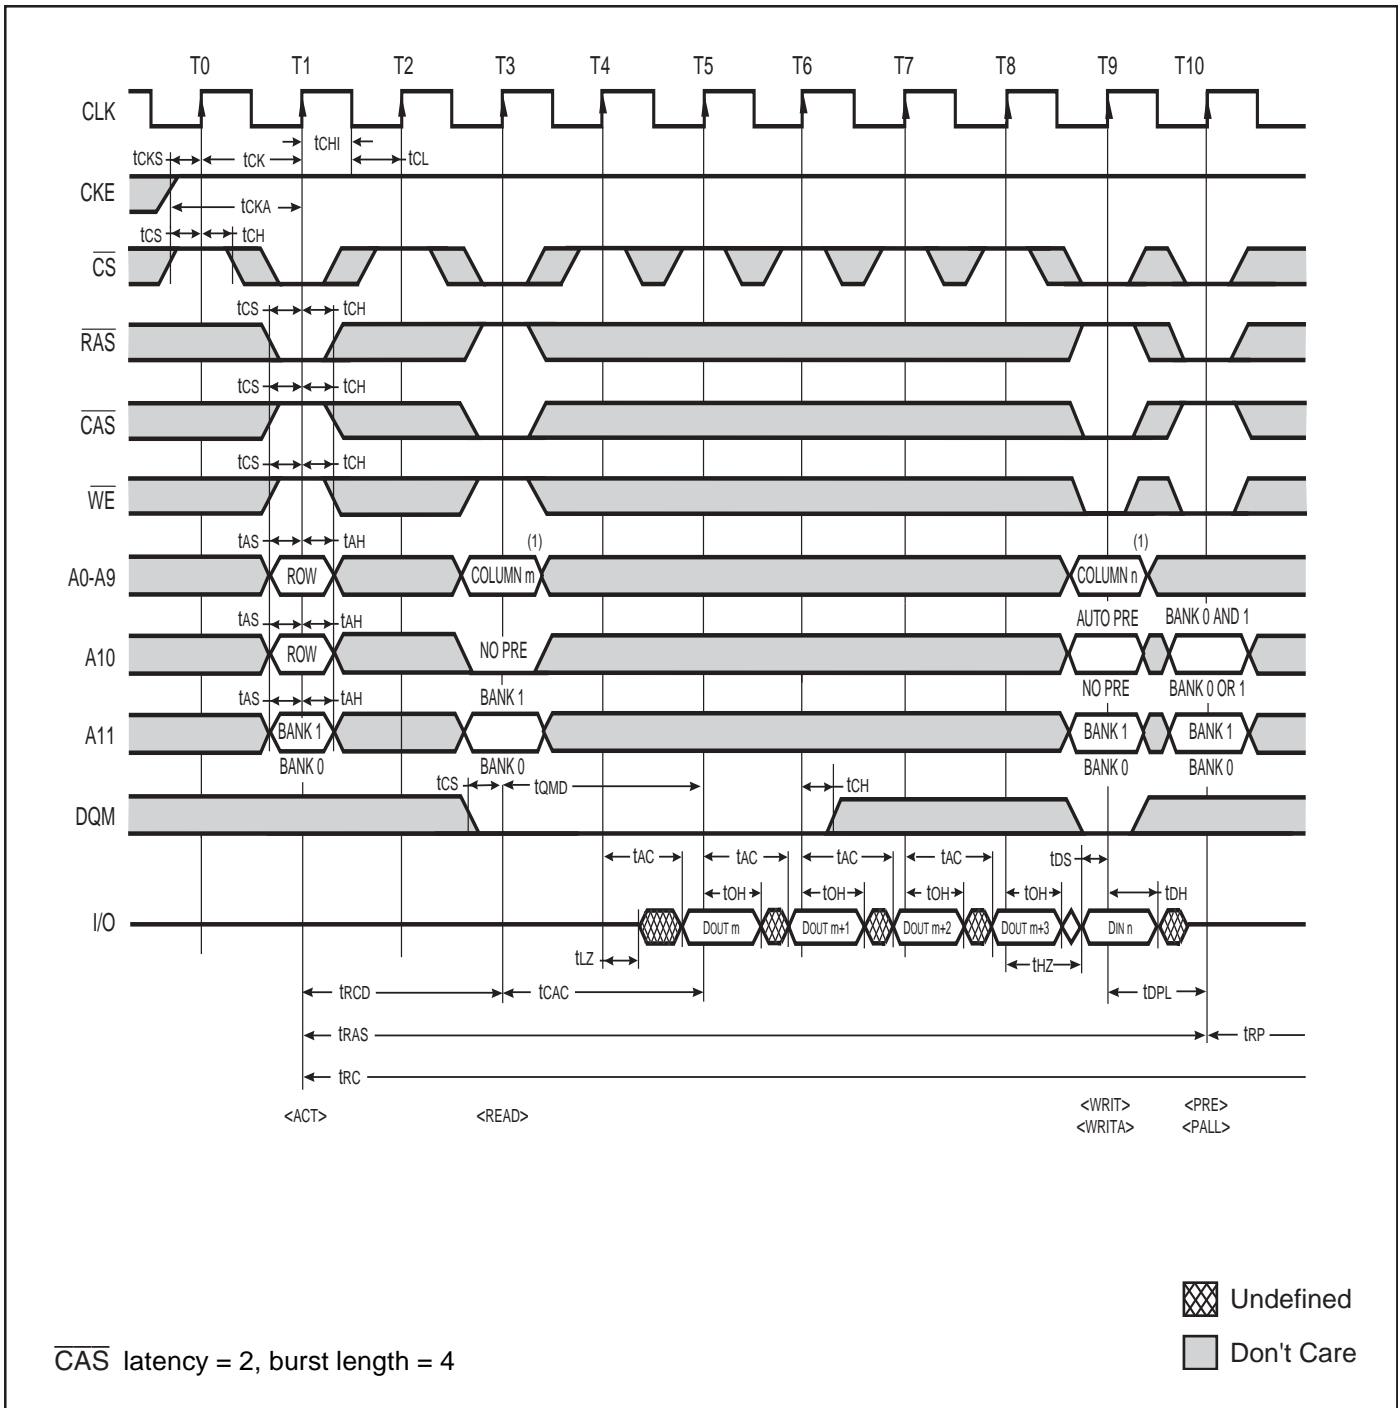 T0 T1 T2 T3 T4 T5 T6 T7 T8 T9 T10
CLK
tCHI
tCKS tCK tCL
CKE
tCKA
tCS tCH
CS
tCS tCH
RAS
tCS tCH
CAS
tCS tCH
WE
tAS tAH (1) (1)
A0-A9 ROW COLUMN m COLUMN n
tAS tAH AUTO PRE BANK 0 AND 1
A10 ROW NO PRE
tAS tAH BANK 1 NO PRE BANK 0 OR 1
A11 BANK 1 BANK 1 BANK 1
BANK 0 BANK 0 BANK 0 BANK 0
tCS tQMD tCH
DQM
tAC tAC tAC tAC tDS
tOH tOH tOH tOH tDH
I/O DOUT m DOUT m+1 DOUT m+2 DOUT m+3 DIN n
tLZ tHZ
tRCD tCAC tDPL
tRAS tRP
tRC
<ACT> <READ> <WRIT> <PRE>
<WRITA> <PALL>
Undefined
Don't Care
CAS latency = 2, burst length = 4